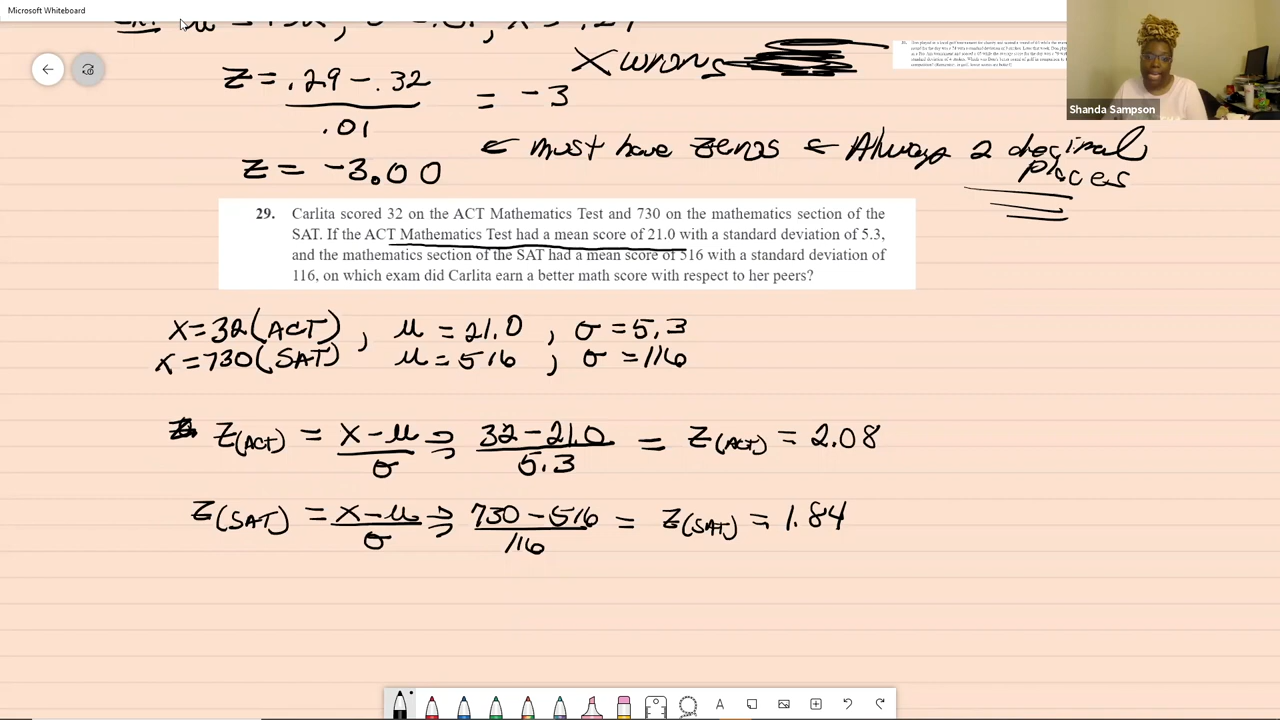 Microsoft Whiteboard
Z = .29 - .32
.01
= -3
X wrong
Z = -3.00
← must have zeros ← Always 2 decimal
places
Shanda Sampson
29. Carlita scored 32 on the ACT Mathematics Test and 730 on the mathematics section of the
SAT. If the ACT Mathematics Test had a mean score of 21.0 with a standard deviation of 5.3,
and the mathematics section of the SAT had a mean score of 516 with a standard deviation of
116, on which exam did Carlita earn a better math score with respect to her peers?
X=32(ACT), μ = 21.0, σ = 5.3
X=730(SAT), μ = 516, σ = 116
Z(ACT) = X-μ ⇒ 32-21.0 = Z(ACT) = 2.08
σ 5.3
Z(SAT) = X-μ ⇒ 730-516 = Z(SAT) = 1.84
σ 116
A